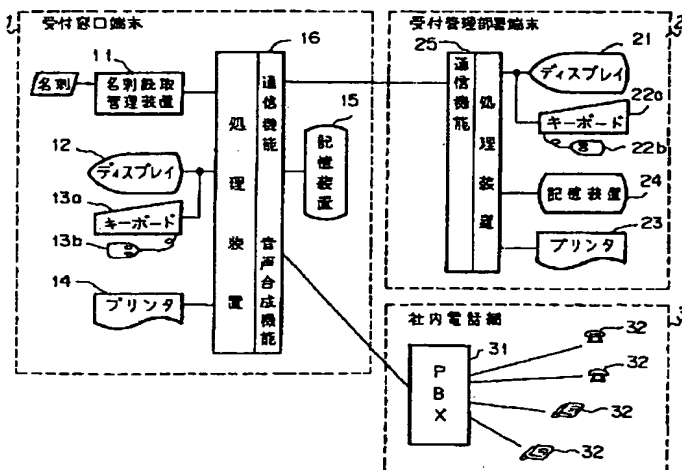 1
受付窓口端末
名刺
11
名刺読取
管理装置
12
ディスプレイ
13a
キーボード
13b
14
プリンタ
16
処理装置
通信機能
音声合成機能
15
記憶装置
2
受付管理部署端末
25
通信機能
処理装置
21
ディスプレイ
22a
キーボード
22b
記憶装置
24
23
プリンタ
3
社内電話網
31
PBX
32
32
32
32